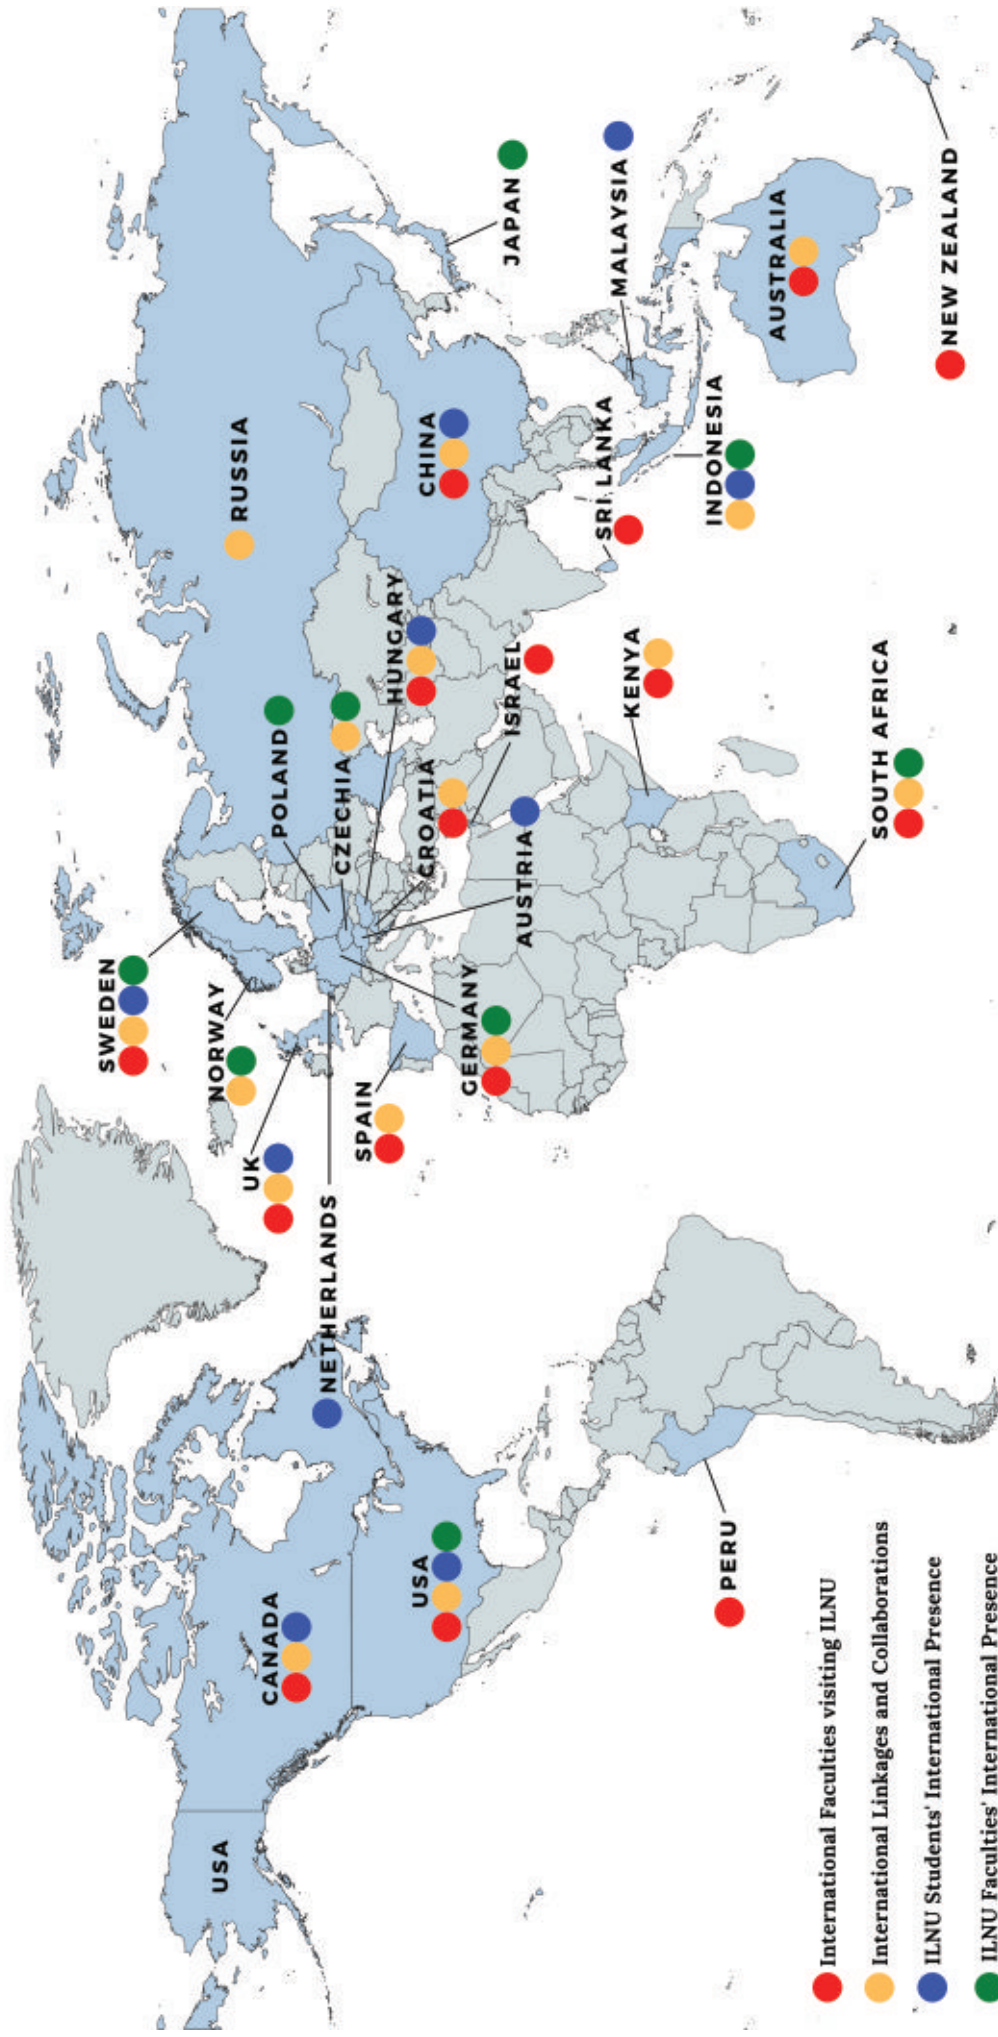 SWEDEN
NORWAY
UK
NETHERLANDS
SPAIN
GERMANY
POLAND
CZECHIA
HUNGARY
CROATIA
ISRAEL
AUSTRIA
RUSSIA
CHINA
JAPAN
MALAYSIA
SRI LANKA
INDONESIA
AUSTRALIA
NEW ZEALAND
KENYA
SOUTH AFRICA
USA
CANADA
USA
PERU
International Faculties visiting ILNU
International Linkages and Collaborations
ILNU Students' International Presence
ILNU Faculties' International Presence